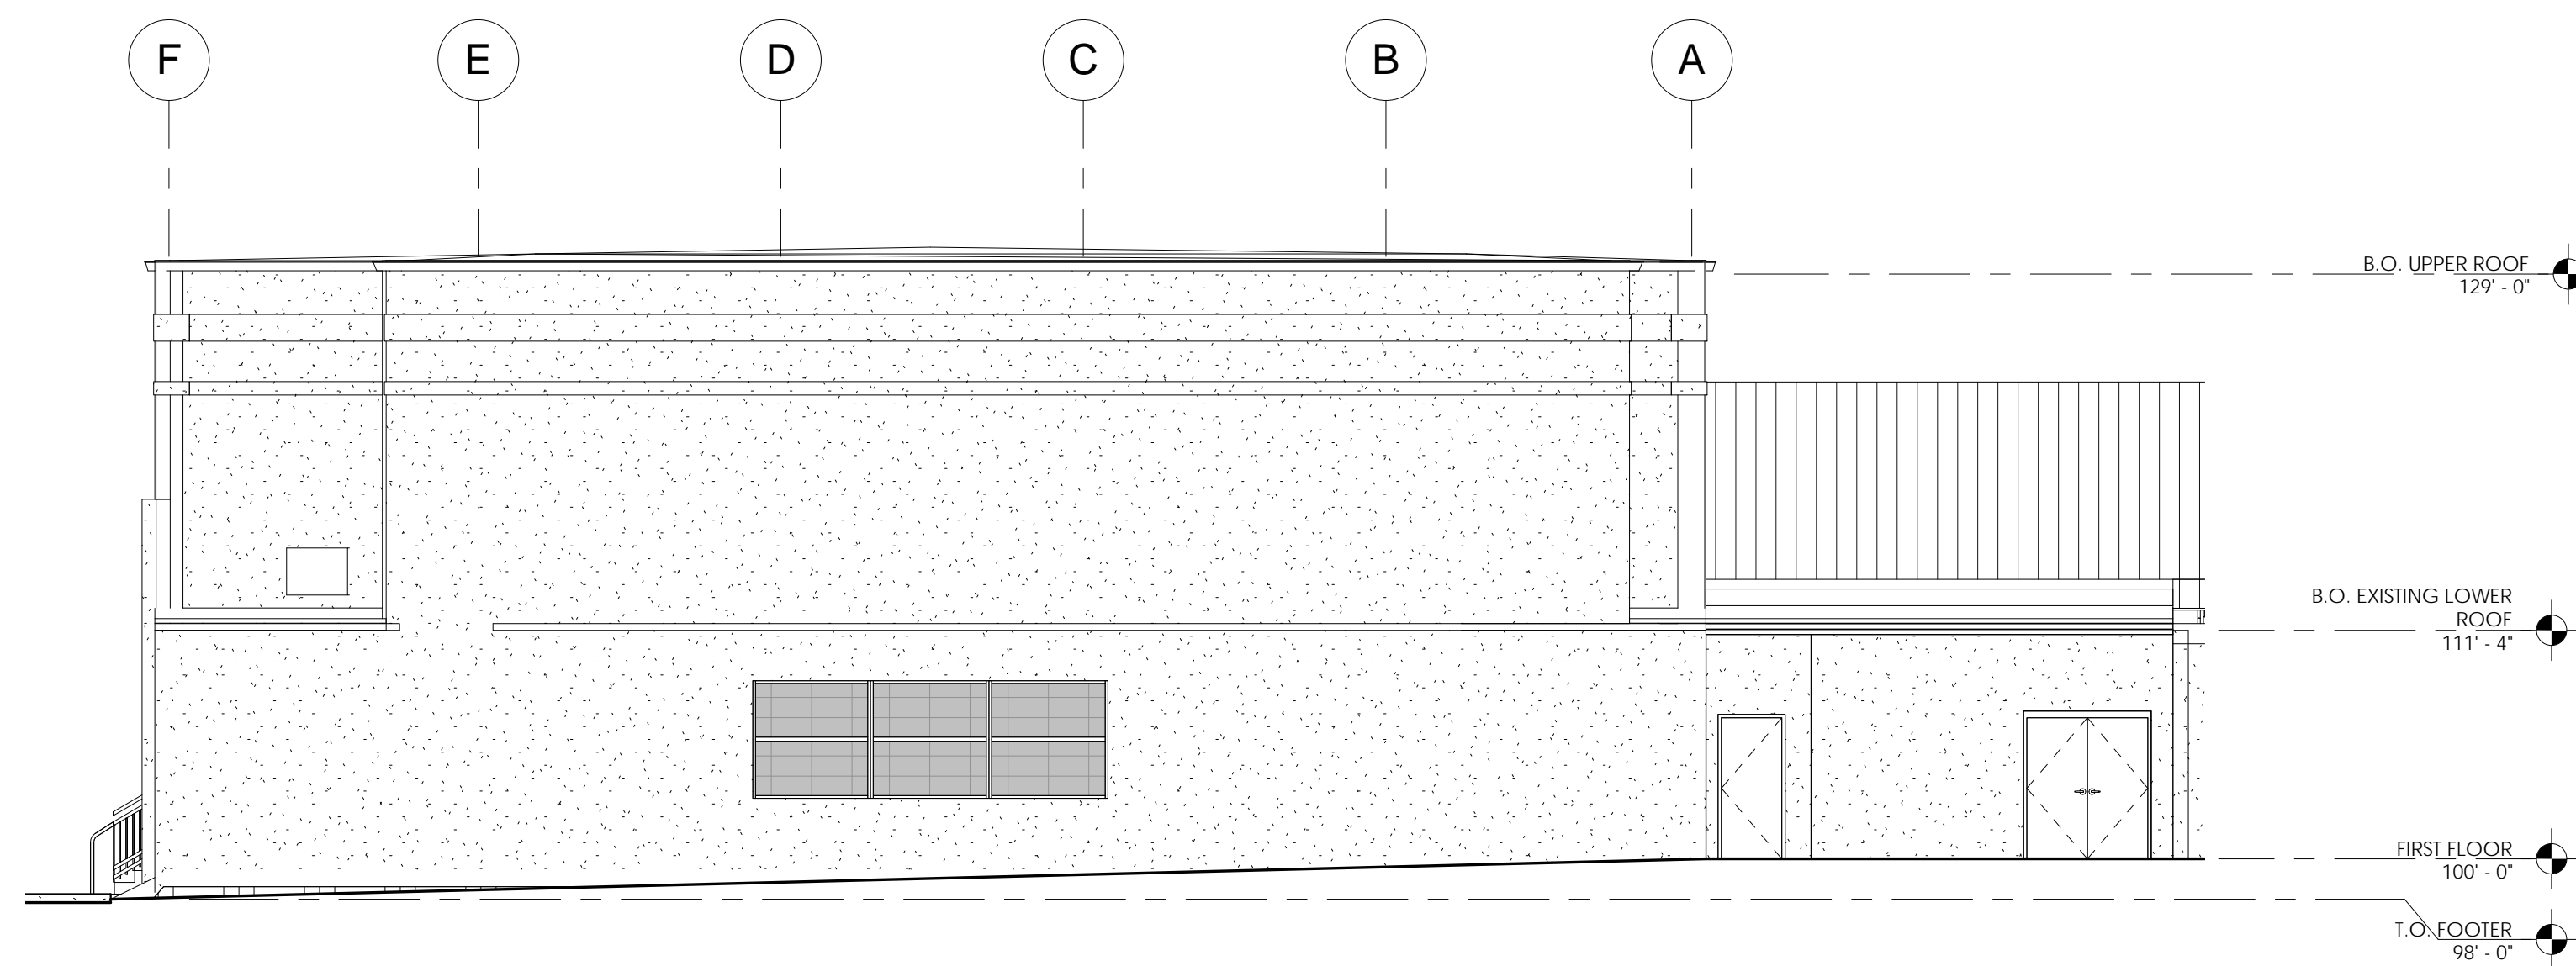 F E D C B A
B.O. UPPER ROOF
129' - 0"
B.O. EXISTING LOWER
ROOF
111' - 4"
FIRST FLOOR
100' - 0"
T.O. FOOTER
98' - 0"